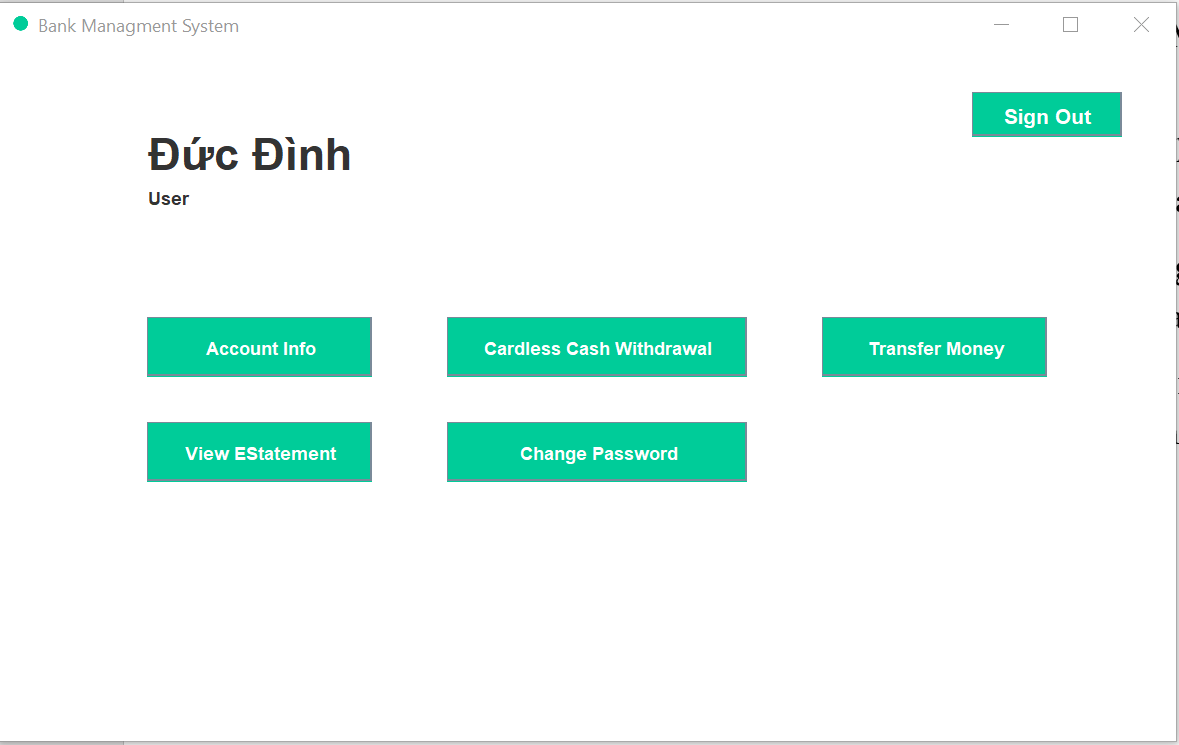 Bank Managment System
Sign Out
Đức Đình
User
Account Info
Cardless Cash Withdrawal
Transfer Money
View EStatement
Change Password